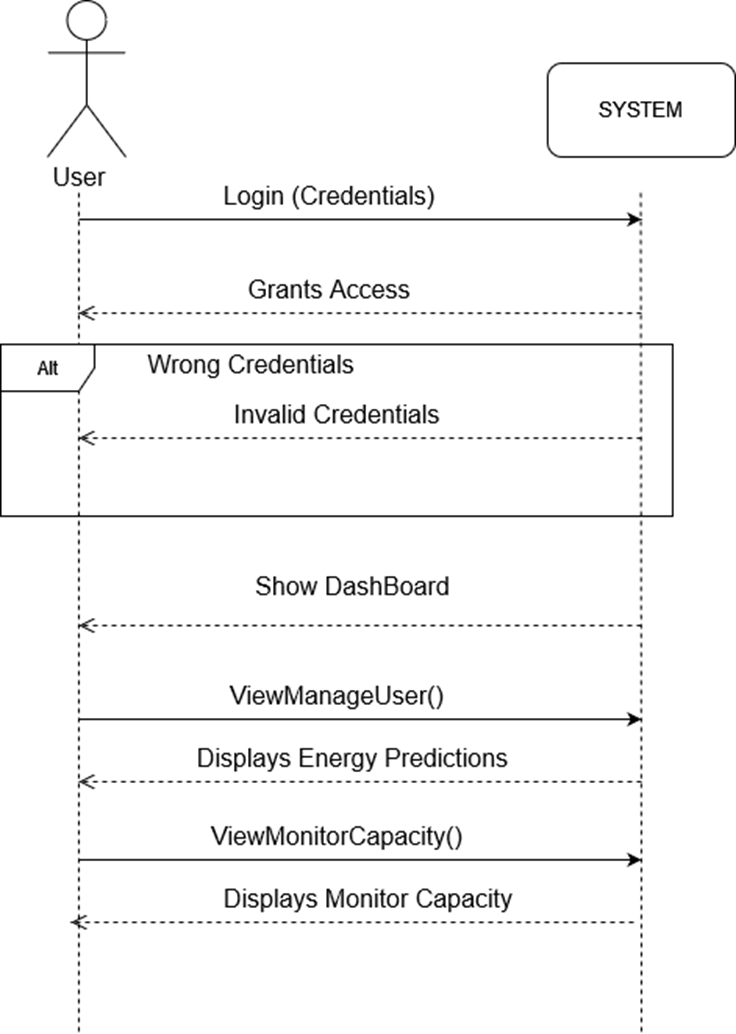 SYSTEM
User
Login (Credentials)
Grants Access
Alt
Wrong Credentials
Invalid Credentials
Show DashBoard
ViewManageUser()
Displays Energy Predictions
ViewMonitorCapacity()
Displays Monitor Capacity